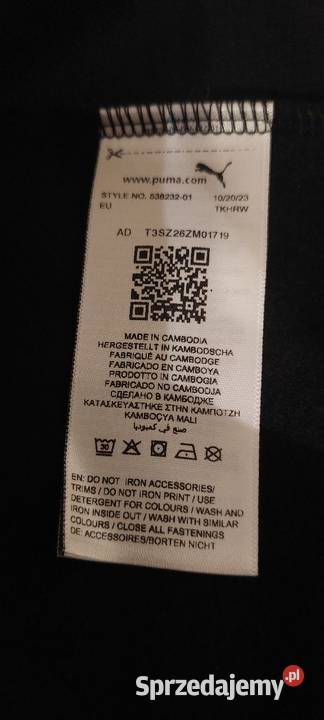 www.puma.com
STYLE NO. 838232-01 10/20/23
EU TKHRW
AD T3SZ26ZM01719
MADE IN CAMBODIA
HERGESTELLT IN KAMBODSCHA
FABRIQUÉ AU CAMBODGE
FABRICADO EN CAMBOYA
PRODOTTO IN CAMBOGIA
FABRICADO NO CAMBODJA
СДЕЛАНО В КАМБОДЖЕ
ΚΑΤΑΣΚΕΥΑΣΤΗΚΕ ΣΤΗΝ ΚΑΜΠΟΤΖΗ
KAMBOÇYA MALI
صنع في كمبوديا
30
EN: DO NOT IRON ACCESSORIES/
TRIMS / DO NOT IRON PRINT / USE
DETERGENT FOR COLOURS / WASH AND
IRON INSIDE OUT / WASH WITH SIMILAR
COLOURS / CLOSE ALL FASTENINGS
DE: ACCESSOIRES/BORTEN NICHT
Sprzedajemy.pl